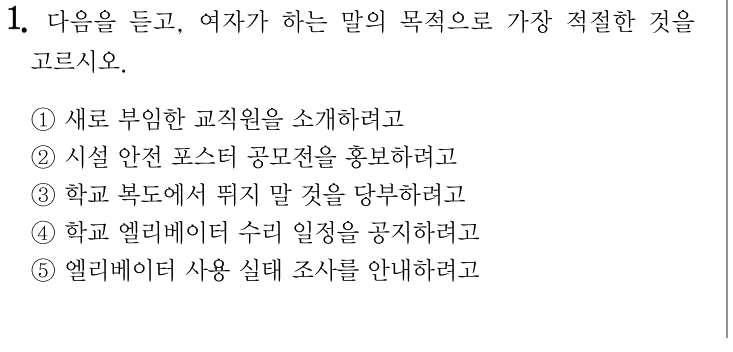 1. 다음을 듣고, 여자가 하는 말의 목적으로 가장 적절한 것을
고르시오.
① 새로 부임한 교직원을 소개하려고
② 시설 안전 포스터 공모전을 홍보하려고
③ 학교 복도에서 뛰지 말 것을 당부하려고
④ 학교 엘리베이터 수리 일정을 공지하려고
⑤ 엘리베이터 사용 실태 조사를 안내하려고